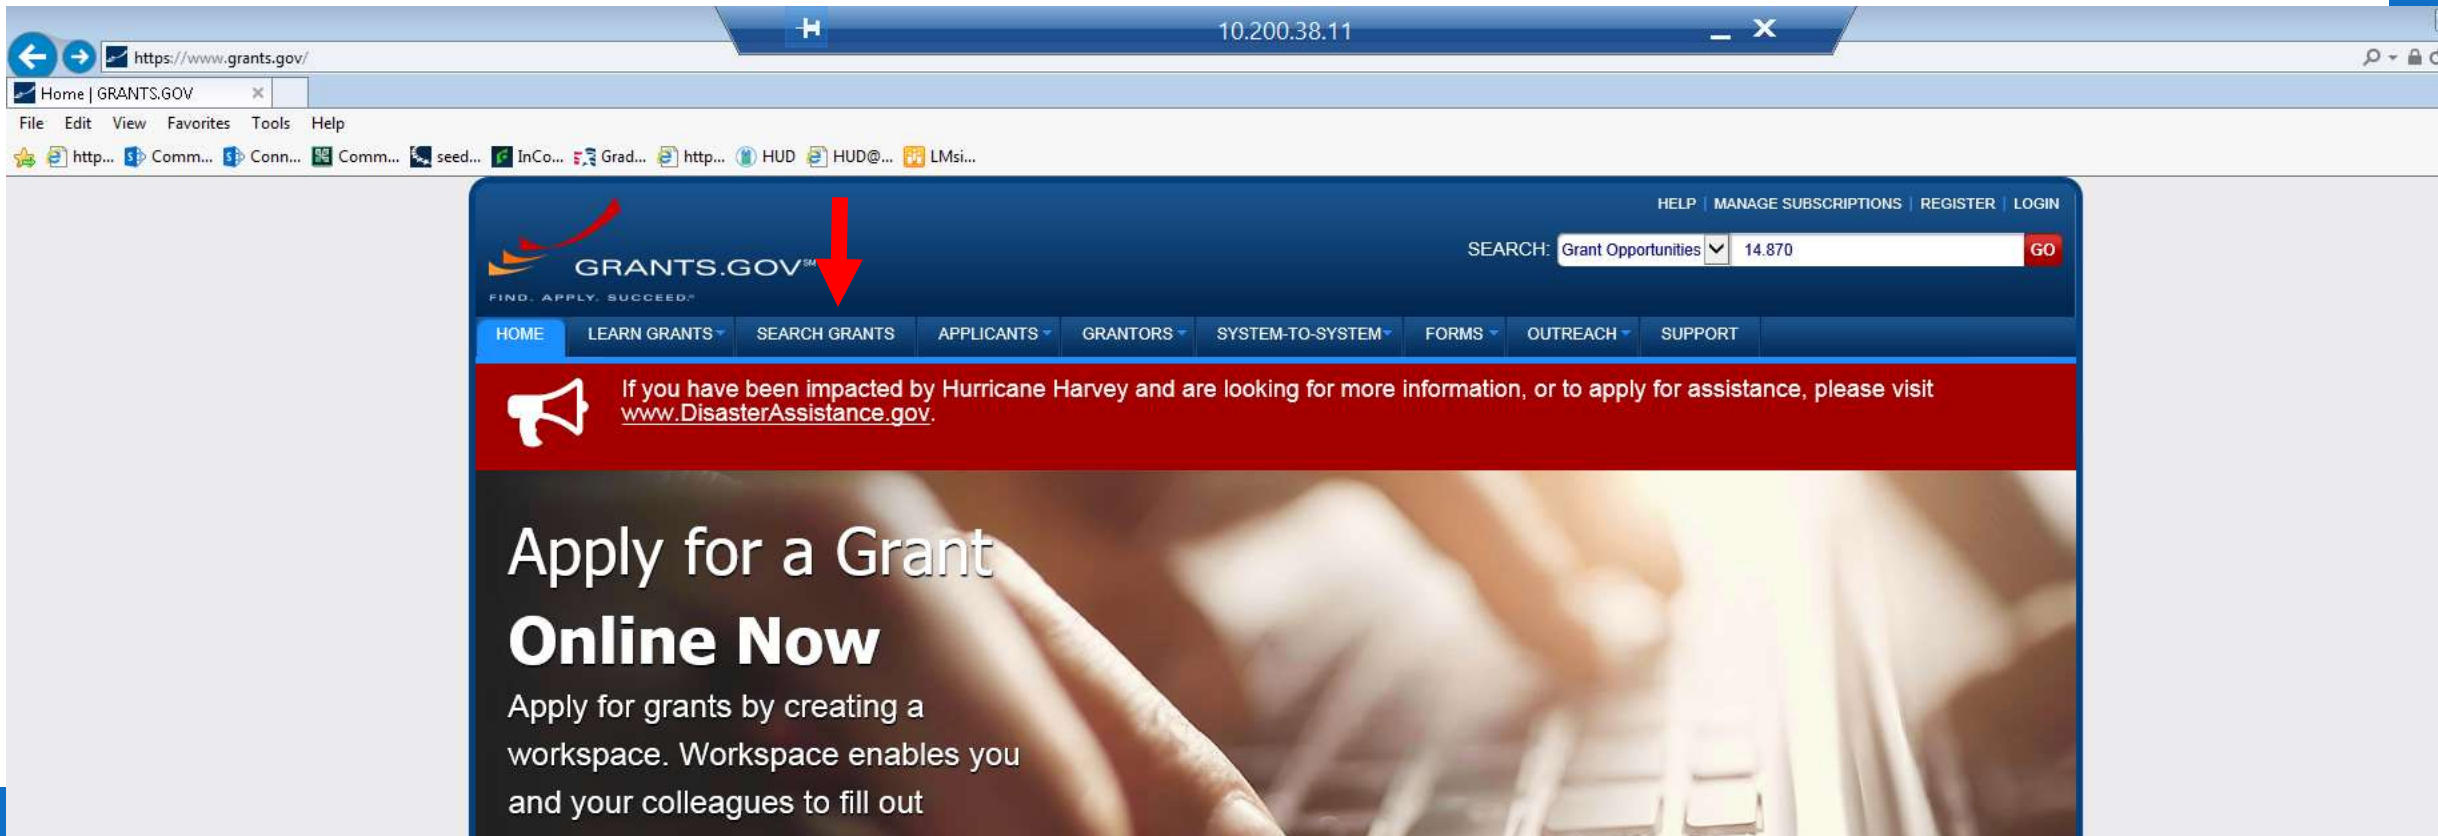 10.200.38.11
https://www.grants.gov/
Home | GRANTS.GOV
File Edit View Favorites Tools Help
http... Comm... Conn... Comm... seed... InCo... Grad... http... HUD HUD@... LMsi...
HELP | MANAGE SUBSCRIPTIONS | REGISTER | LOGIN
SEARCH: Grant Opportunities 14.870 GO
GRANTS.GOV℠
FIND. APPLY. SUCCEED.℠
HOME LEARN GRANTS SEARCH GRANTS APPLICANTS GRANTORS SYSTEM-TO-SYSTEM FORMS OUTREACH SUPPORT
If you have been impacted by Hurricane Harvey and are looking for more information, or to apply for assistance, please visit
www.DisasterAssistance.gov.
Apply for a Grant
Online Now
Apply for grants by creating a
workspace. Workspace enables you
and your colleagues to fill out